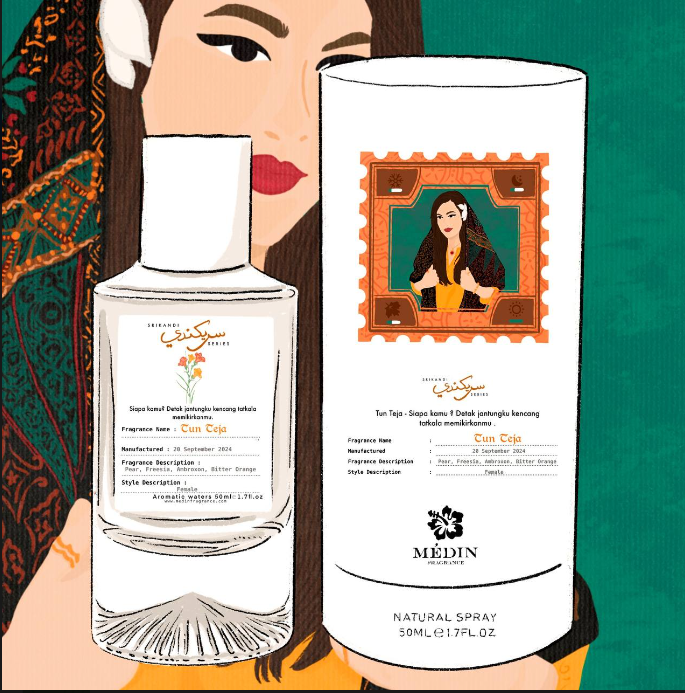 SRIKANDI
سريكندي
SERIES
Siapa kamu? Detak jantungku kencang tatkala
memikirkanmu.
Fragrance Name : Tun Teja
Manufactured : 20 September 2024
Fragrance Description :
Pear, Freesia, Ambroxan, Bitter Orange
Style Description :
Female
Aromatic waters 50ml℮1.7fl.oz
www.medinfragrance.com
SRIKANDI
سريكندي
SERIES
Tun Teja - Siapa kamu ? Detak jantungku kencang
tatkala memikirkanmu .
Fragrance Name : Tun Teja
Manufactured : 20 September 2024
Fragrance Description : Pear, Freesia, Ambroxan, Bitter Orange
Style Description : Female
MÉDIN
FRAGRANCE
NATURAL SPRAY
50ML℮1.7FL.OZ